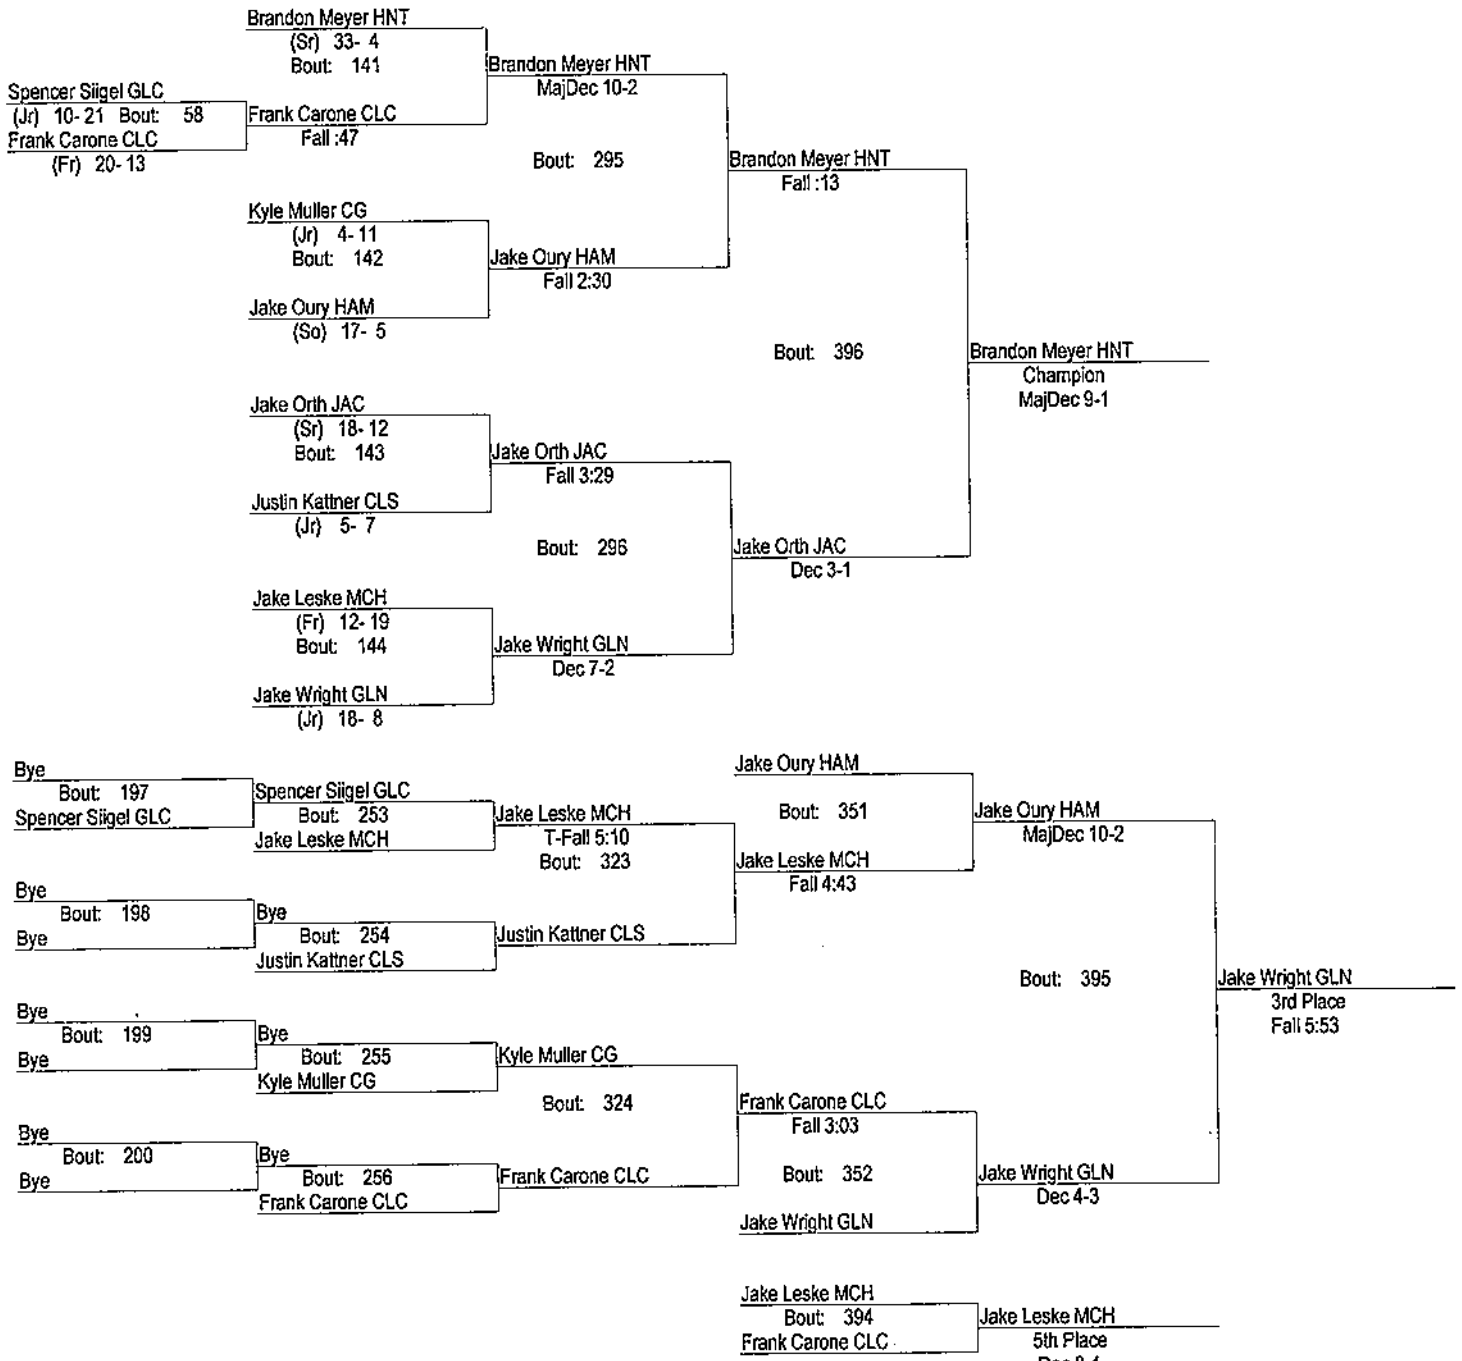 Brandon Meyer HNT
(Sr) 33- 4
Bout: 141
Brandon Meyer HNT
MajDec 10-2
Spencer Siigel GLC
(Jr) 10- 21 Bout: 58
Frank Carone CLC
(Fr) 20- 13
Frank Carone CLC
Fall :47
Bout: 295
Brandon Meyer HNT
Fall :13
Kyle Muller CG
(Jr) 4- 11
Bout: 142
Jake Oury HAM
Fall 2:30
Jake Oury HAM
(So) 17- 5
Bout: 396
Brandon Meyer HNT
Champion
MajDec 9-1
Jake Orth JAC
(Sr) 18- 12
Bout: 143
Jake Orth JAC
Fall 3:29
Justin Kattner CLS
(Jr) 5- 7
Bout: 296
Jake Orth JAC
Dec 3-1
Jake Leske MCH
(Fr) 12- 19
Bout: 144
Jake Wright GLN
Dec 7-2
Jake Wright GLN
(Jr) 18- 8
Bye
Bout: 197
Spencer Siigel GLC
Spencer Siigel GLC
Bout: 253
Jake Leske MCH
Jake Leske MCH
T-Fall 5:10
Bout: 323
Jake Oury HAM
Bout: 351
Jake Leske MCH
Fall 4:43
Jake Oury HAM
MajDec 10-2
Bye
Bout: 198
Bye
Bye
Bout: 254
Justin Kattner CLS
Justin Kattner CLS
Bout: 395
Jake Wright GLN
3rd Place
Fall 5:53
Bye
Bout: 199
Bye
Bye
Bout: 255
Kyle Muller CG
Kyle Muller CG
Bout: 324
Frank Carone CLC
Fall 3:03
Bye
Bout: 200
Bye
Bye
Bout: 256
Frank Carone CLC
Frank Carone CLC
Bout: 352
Jake Wright GLN
Jake Wright GLN
Dec 4-3
Jake Leske MCH
Bout: 394
Frank Carone CLC
Jake Leske MCH
5th Place